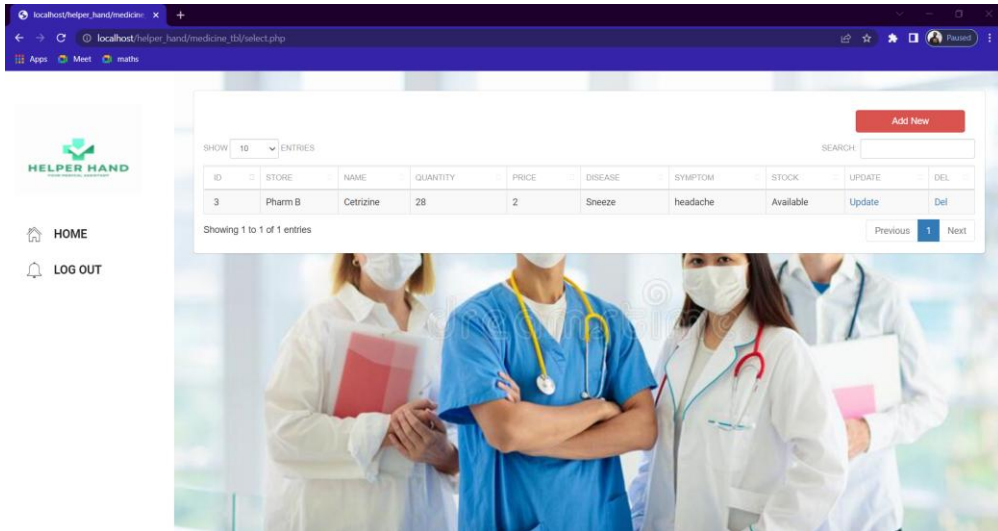 localhost/helper_hand/medicine_
localhost/helper_hand/medicine_tbl/select.php
Paused
Apps Meet maths
HELPER HAND
HOME
LOG OUT
Add New
SHOW 10 ENTRIES
SEARCH:
ID STORE NAME QUANTITY PRICE DISEASE SYMPTOM STOCK UPDATE DEL
3 Pharm B Cetrizine 28 2 Sneeze headache Available Update Del
Showing 1 to 1 of 1 entries
Previous 1 Next
dreamstime